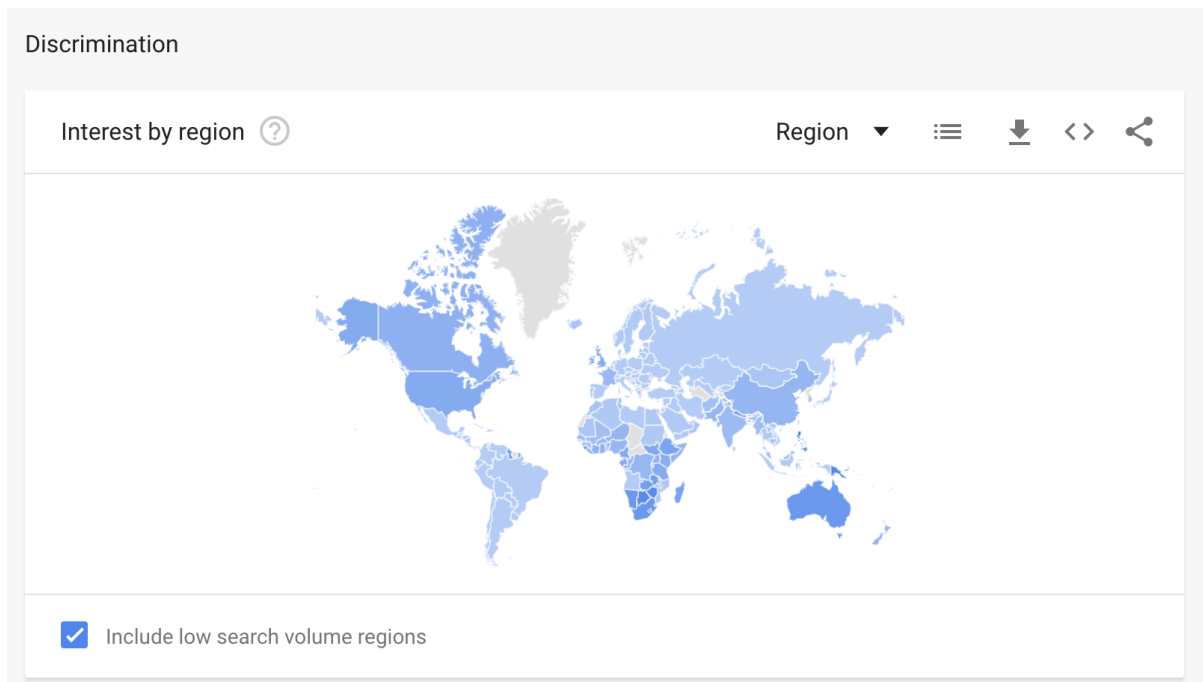 Discrimination
Interest by region ?
Region
Include low search volume regions